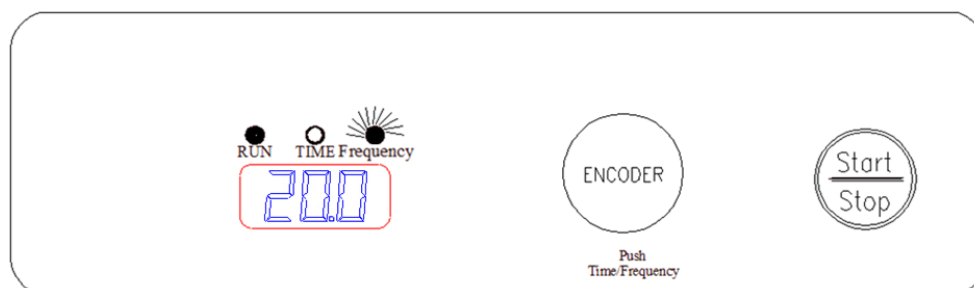 RUN TIME Frequency
20.0
ENCODER
Push
Time/Frequency
Start
Stop